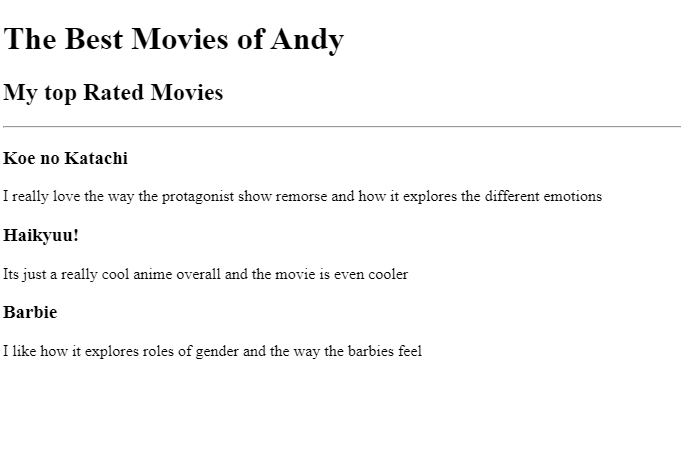 The Best Movies of Andy
My top Rated Movies
Koe no Katachi
I really love the way the protagonist show remorse and how it explores the different emotions
Haikyuu!
Its just a really cool anime overall and the movie is even cooler
Barbie
I like how it explores roles of gender and the way the barbies feel